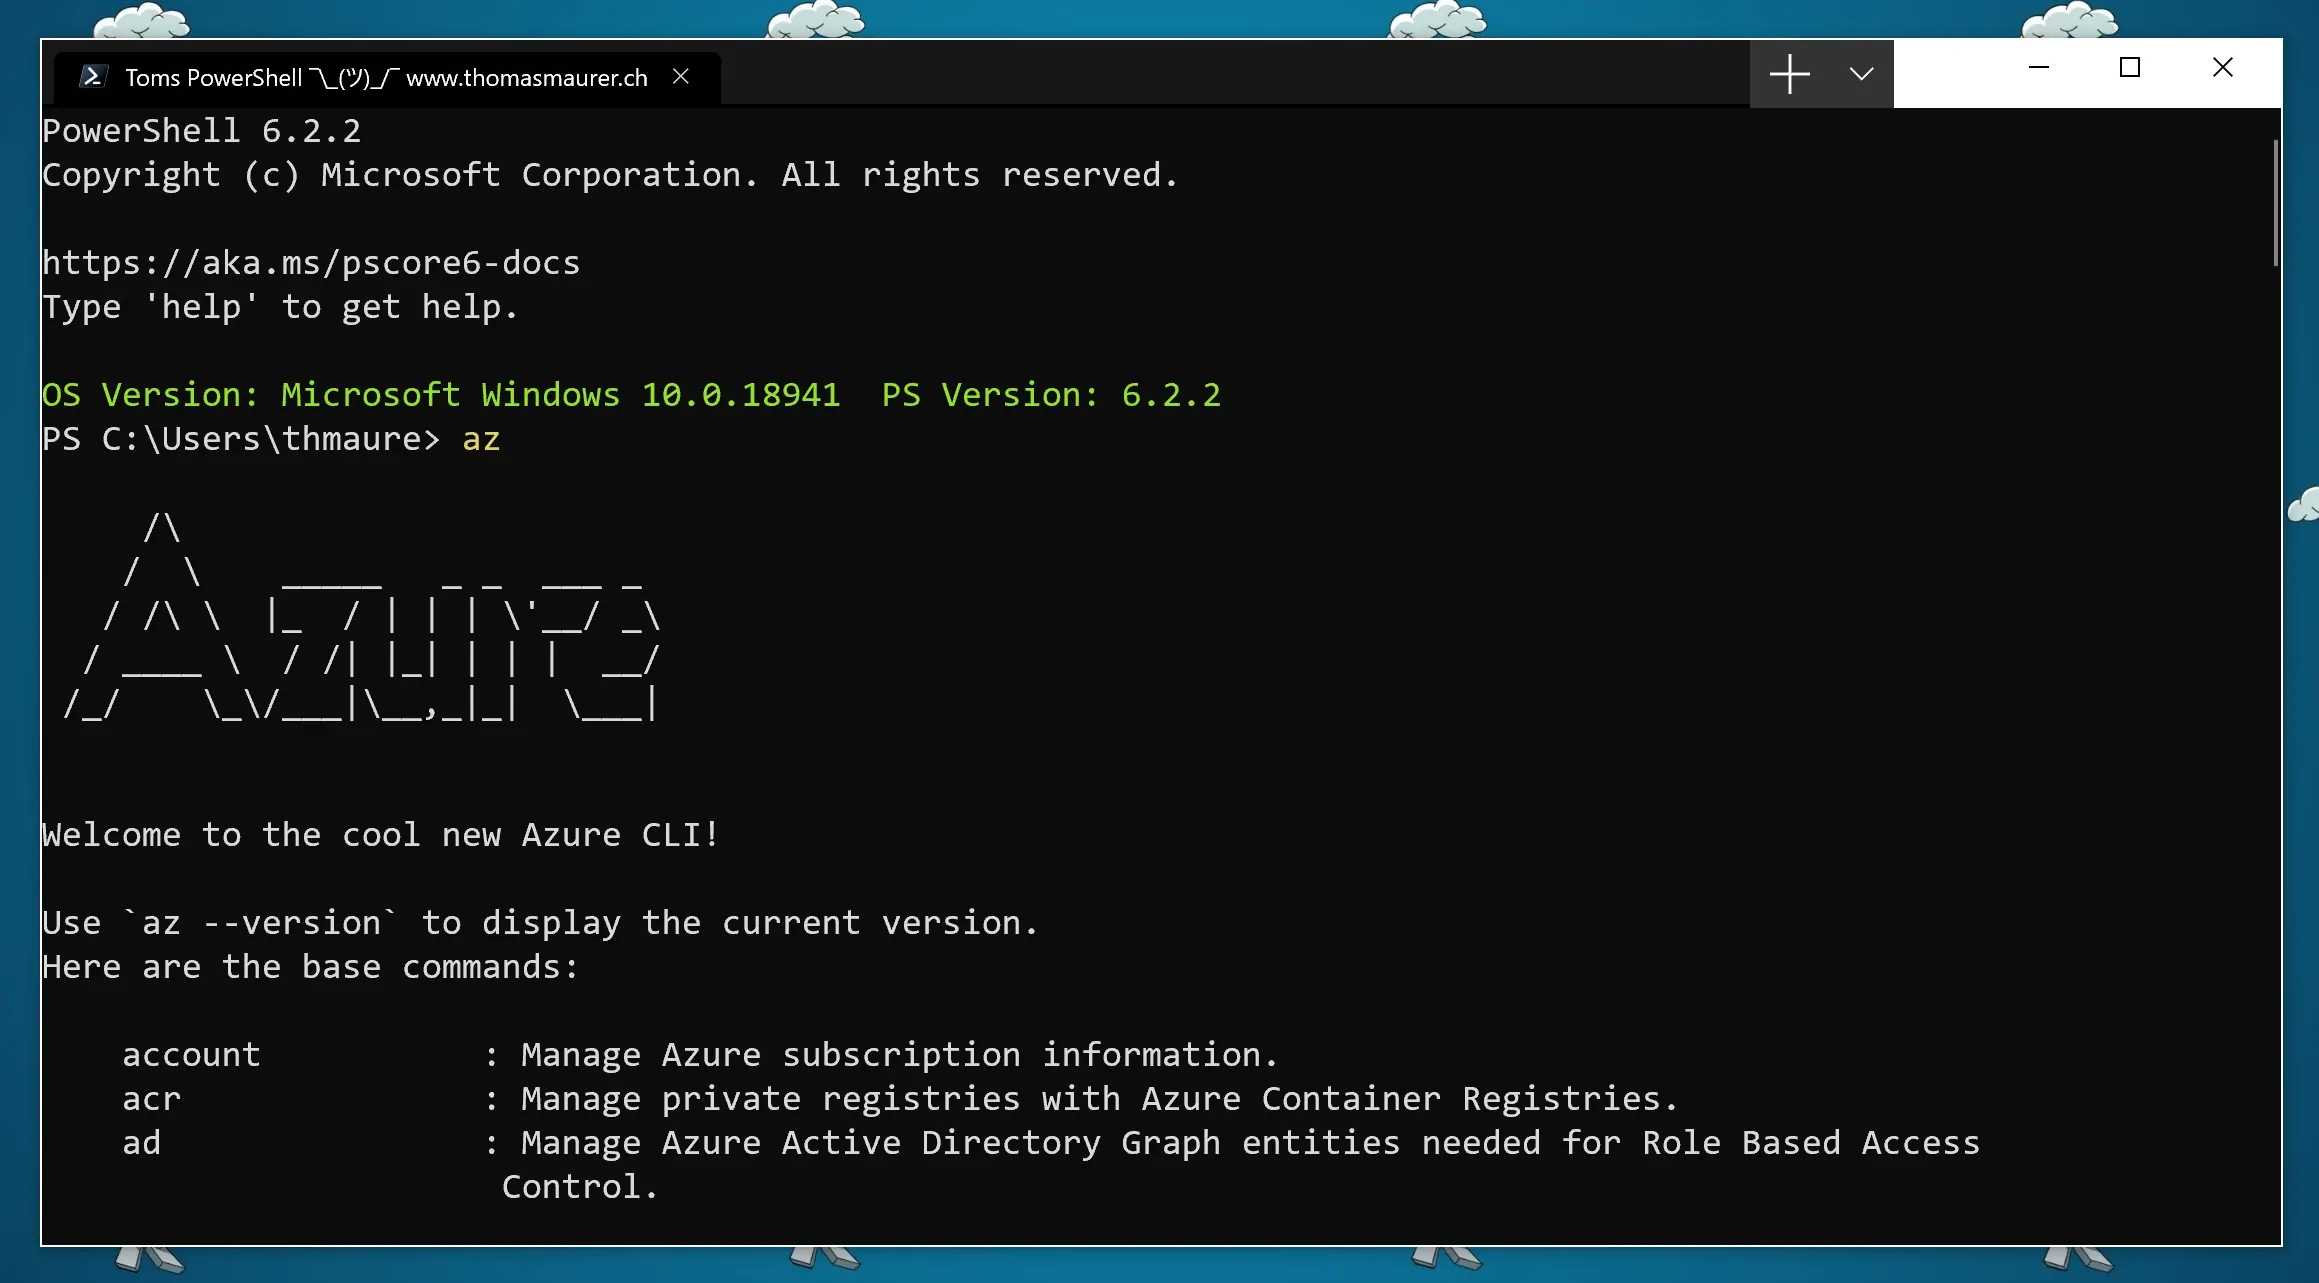 Toms PowerShell ¯\_(ツ)_/¯ www.thomasmaurer.ch
PowerShell 6.2.2
Copyright (c) Microsoft Corporation. All rights reserved.
https://aka.ms/pscore6-docs
Type 'help' to get help.
OS Version: Microsoft Windows 10.0.18941  PS Version: 6.2.2
PS C:\Users\thmaure> az
     /\
    /  \    _____   _ _  ___ _
   / /\ \  |_  / | | | \'__/ _\
  / ____ \  / /| |_| | | |  __/
 /_/    \_\/___|\__,_|_|  \___|
Welcome to the cool new Azure CLI!
Use `az --version` to display the current version.
Here are the base commands:
    account           : Manage Azure subscription information.
    acr               : Manage private registries with Azure Container Registries.
    ad                : Manage Azure Active Directory Graph entities needed for Role Based Access
                       Control.